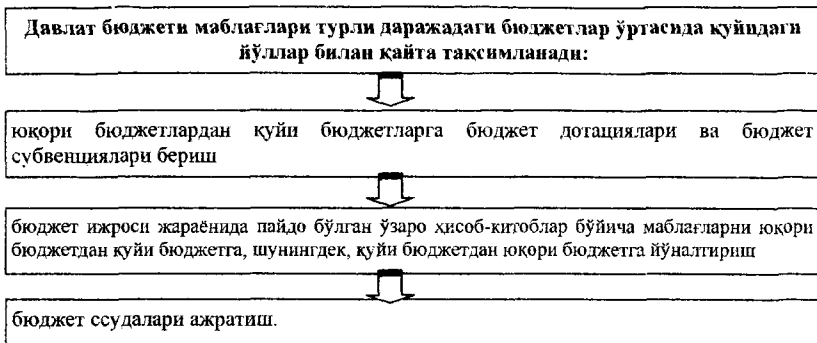 Давлат бюджети маблағлари турли даражадаги бюджетлар ўртасида қуйидаги
йўллар билан қайта тақсимланади:
юқори бюджетлардан қуйи бюджетларга бюджет дотациялари ва бюджет
субвенциялари бериш
бюджет ижроси жараёнида пайдо бўлган ўзаро ҳисоб-китоблар бўйича маблағларни юқори
бюджетдан қуйи бюджетга, шунингдек, қуйи бюджетдан юқори бюджетга йўналтириш
бюджет ссудалари ажратиш.